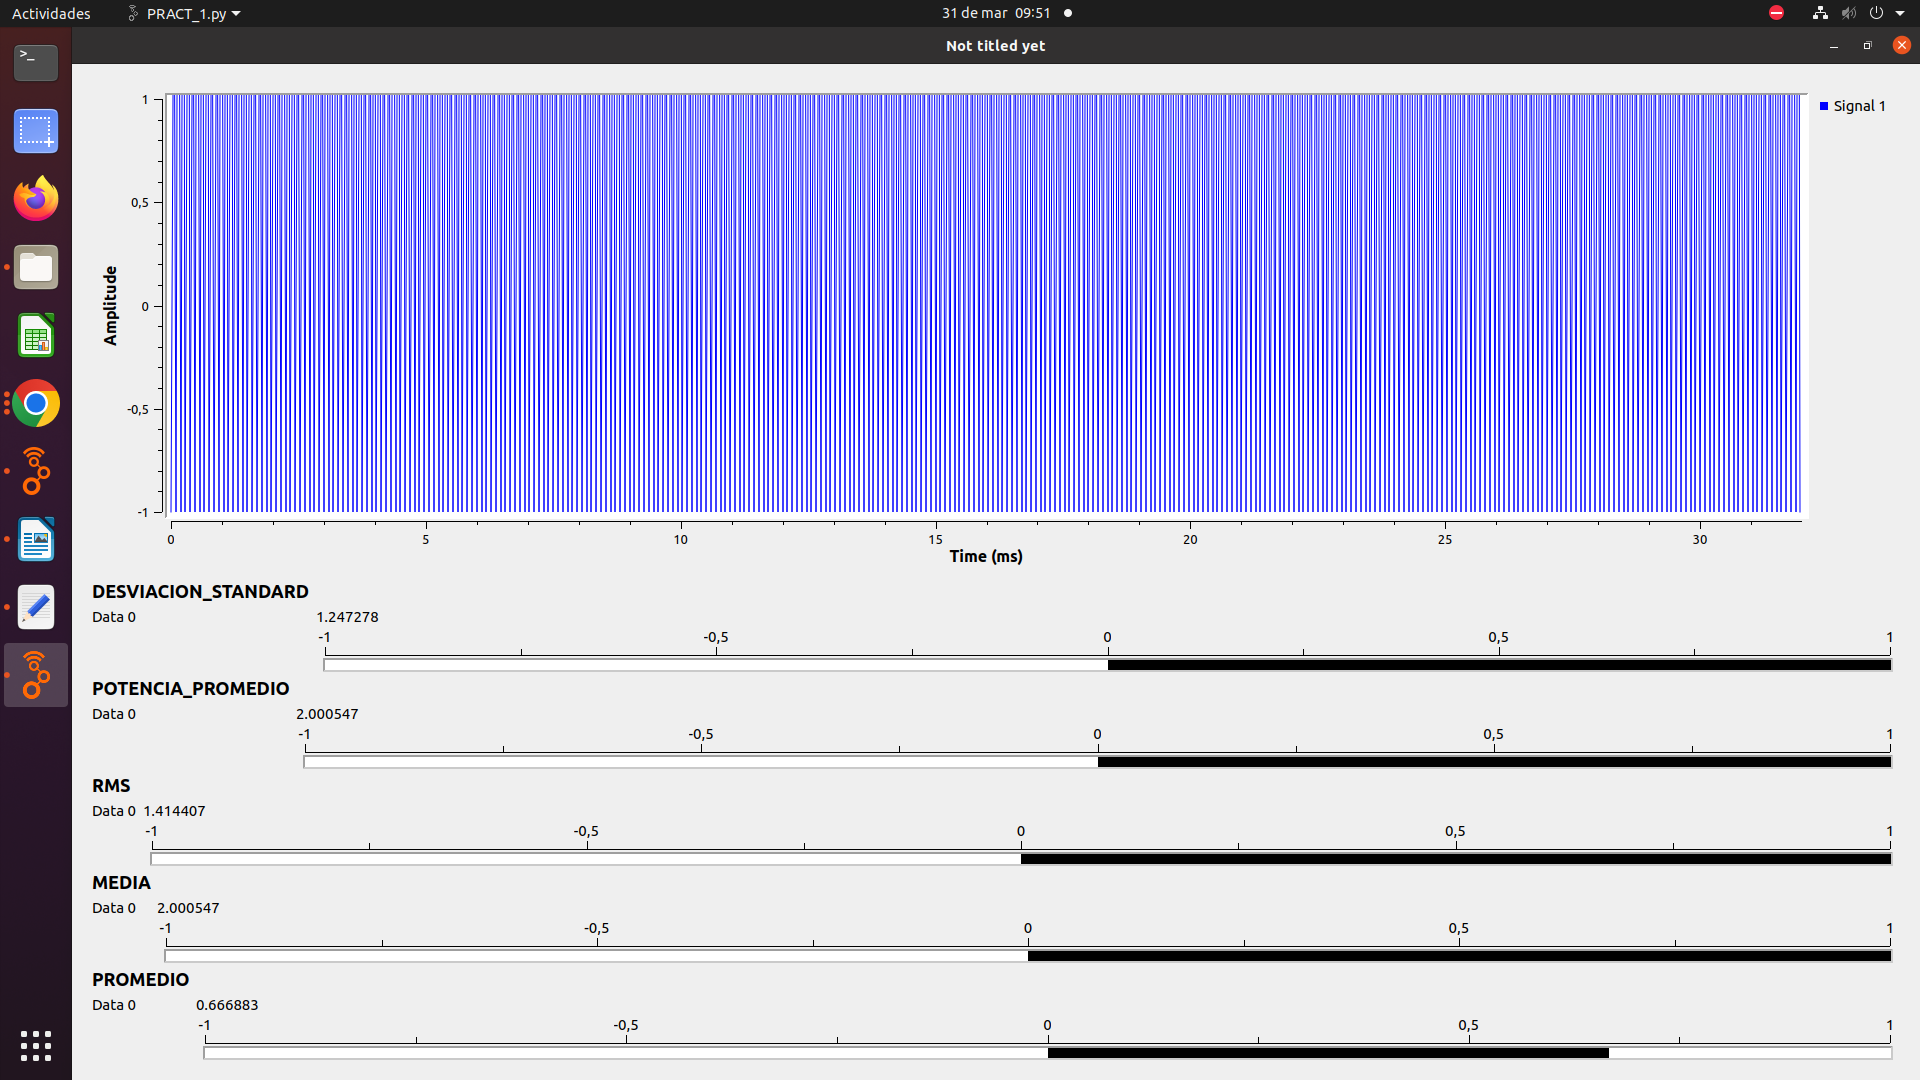 Actividades PRACT_1.py 31 de mar 09:51
Not titled yet
1
0,5
0
-0,5
-1
Amplitude
Signal 1
0 5 10 15 20 25 30
Time (ms)
DESVIACION_STANDARD
Data 0 1.247278
-1 -0,5 0 0,5 1
POTENCIA_PROMEDIO
Data 0 2.000547
-1 -0,5 0 0,5 1
RMS
Data 0 1.414407
-1 -0,5 0 0,5 1
MEDIA
Data 0 2.000547
-1 -0,5 0 0,5 1
PROMEDIO
Data 0 0.666883
-1 -0,5 0 0,5 1